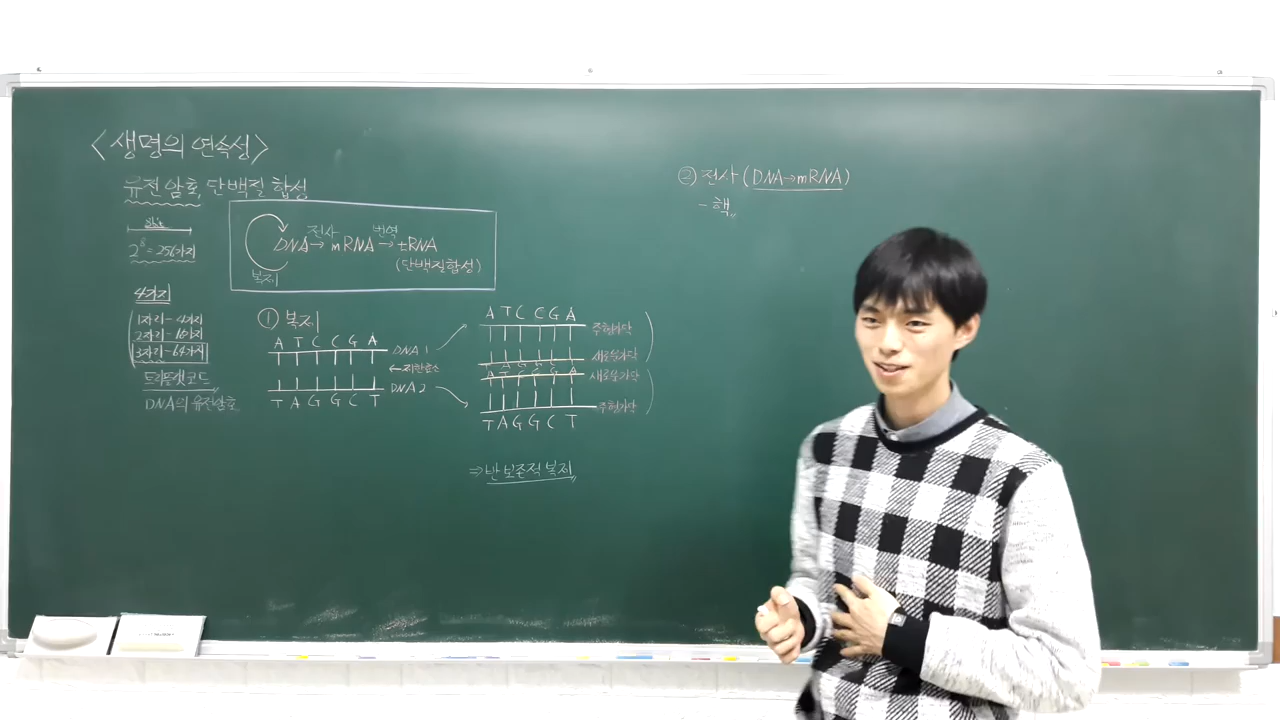 <생명의 연속성>
유전 암호, 단백질 합성
8bit
2⁸=256가지
전사 번역
DNA→mRNA→tRNA
(단백질합성)
복제
4가지
1자리-4가지
2자리-16가지
3자리-64가지
트리플렛코드
DNA의 유전암호
① 복제
A T C C G A
DNA 1
←제한효소
DNA 2
T A G G C T
A T C C G A
주형가닥
새로운가닥
T A G G C T
A T C C G A
새로운가닥
주형가닥
T A G G C T
⇒반보존적 복제
② 전사 (DNA→mRNA)
- 핵